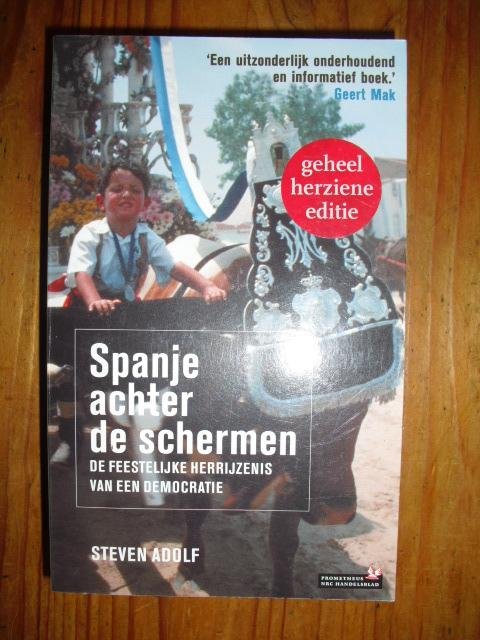 'Een uitzonderlijk onderhoudend
en informatief boek.'
Geert Mak
geheel
herziene
editie
Spanje
achter
de schermen
DE FEESTELIJKE HERRIJZENIS
VAN EEN DEMOCRATIE
STEVEN ADOLF
PROMETHEUS
NRC HANDELSBLAD